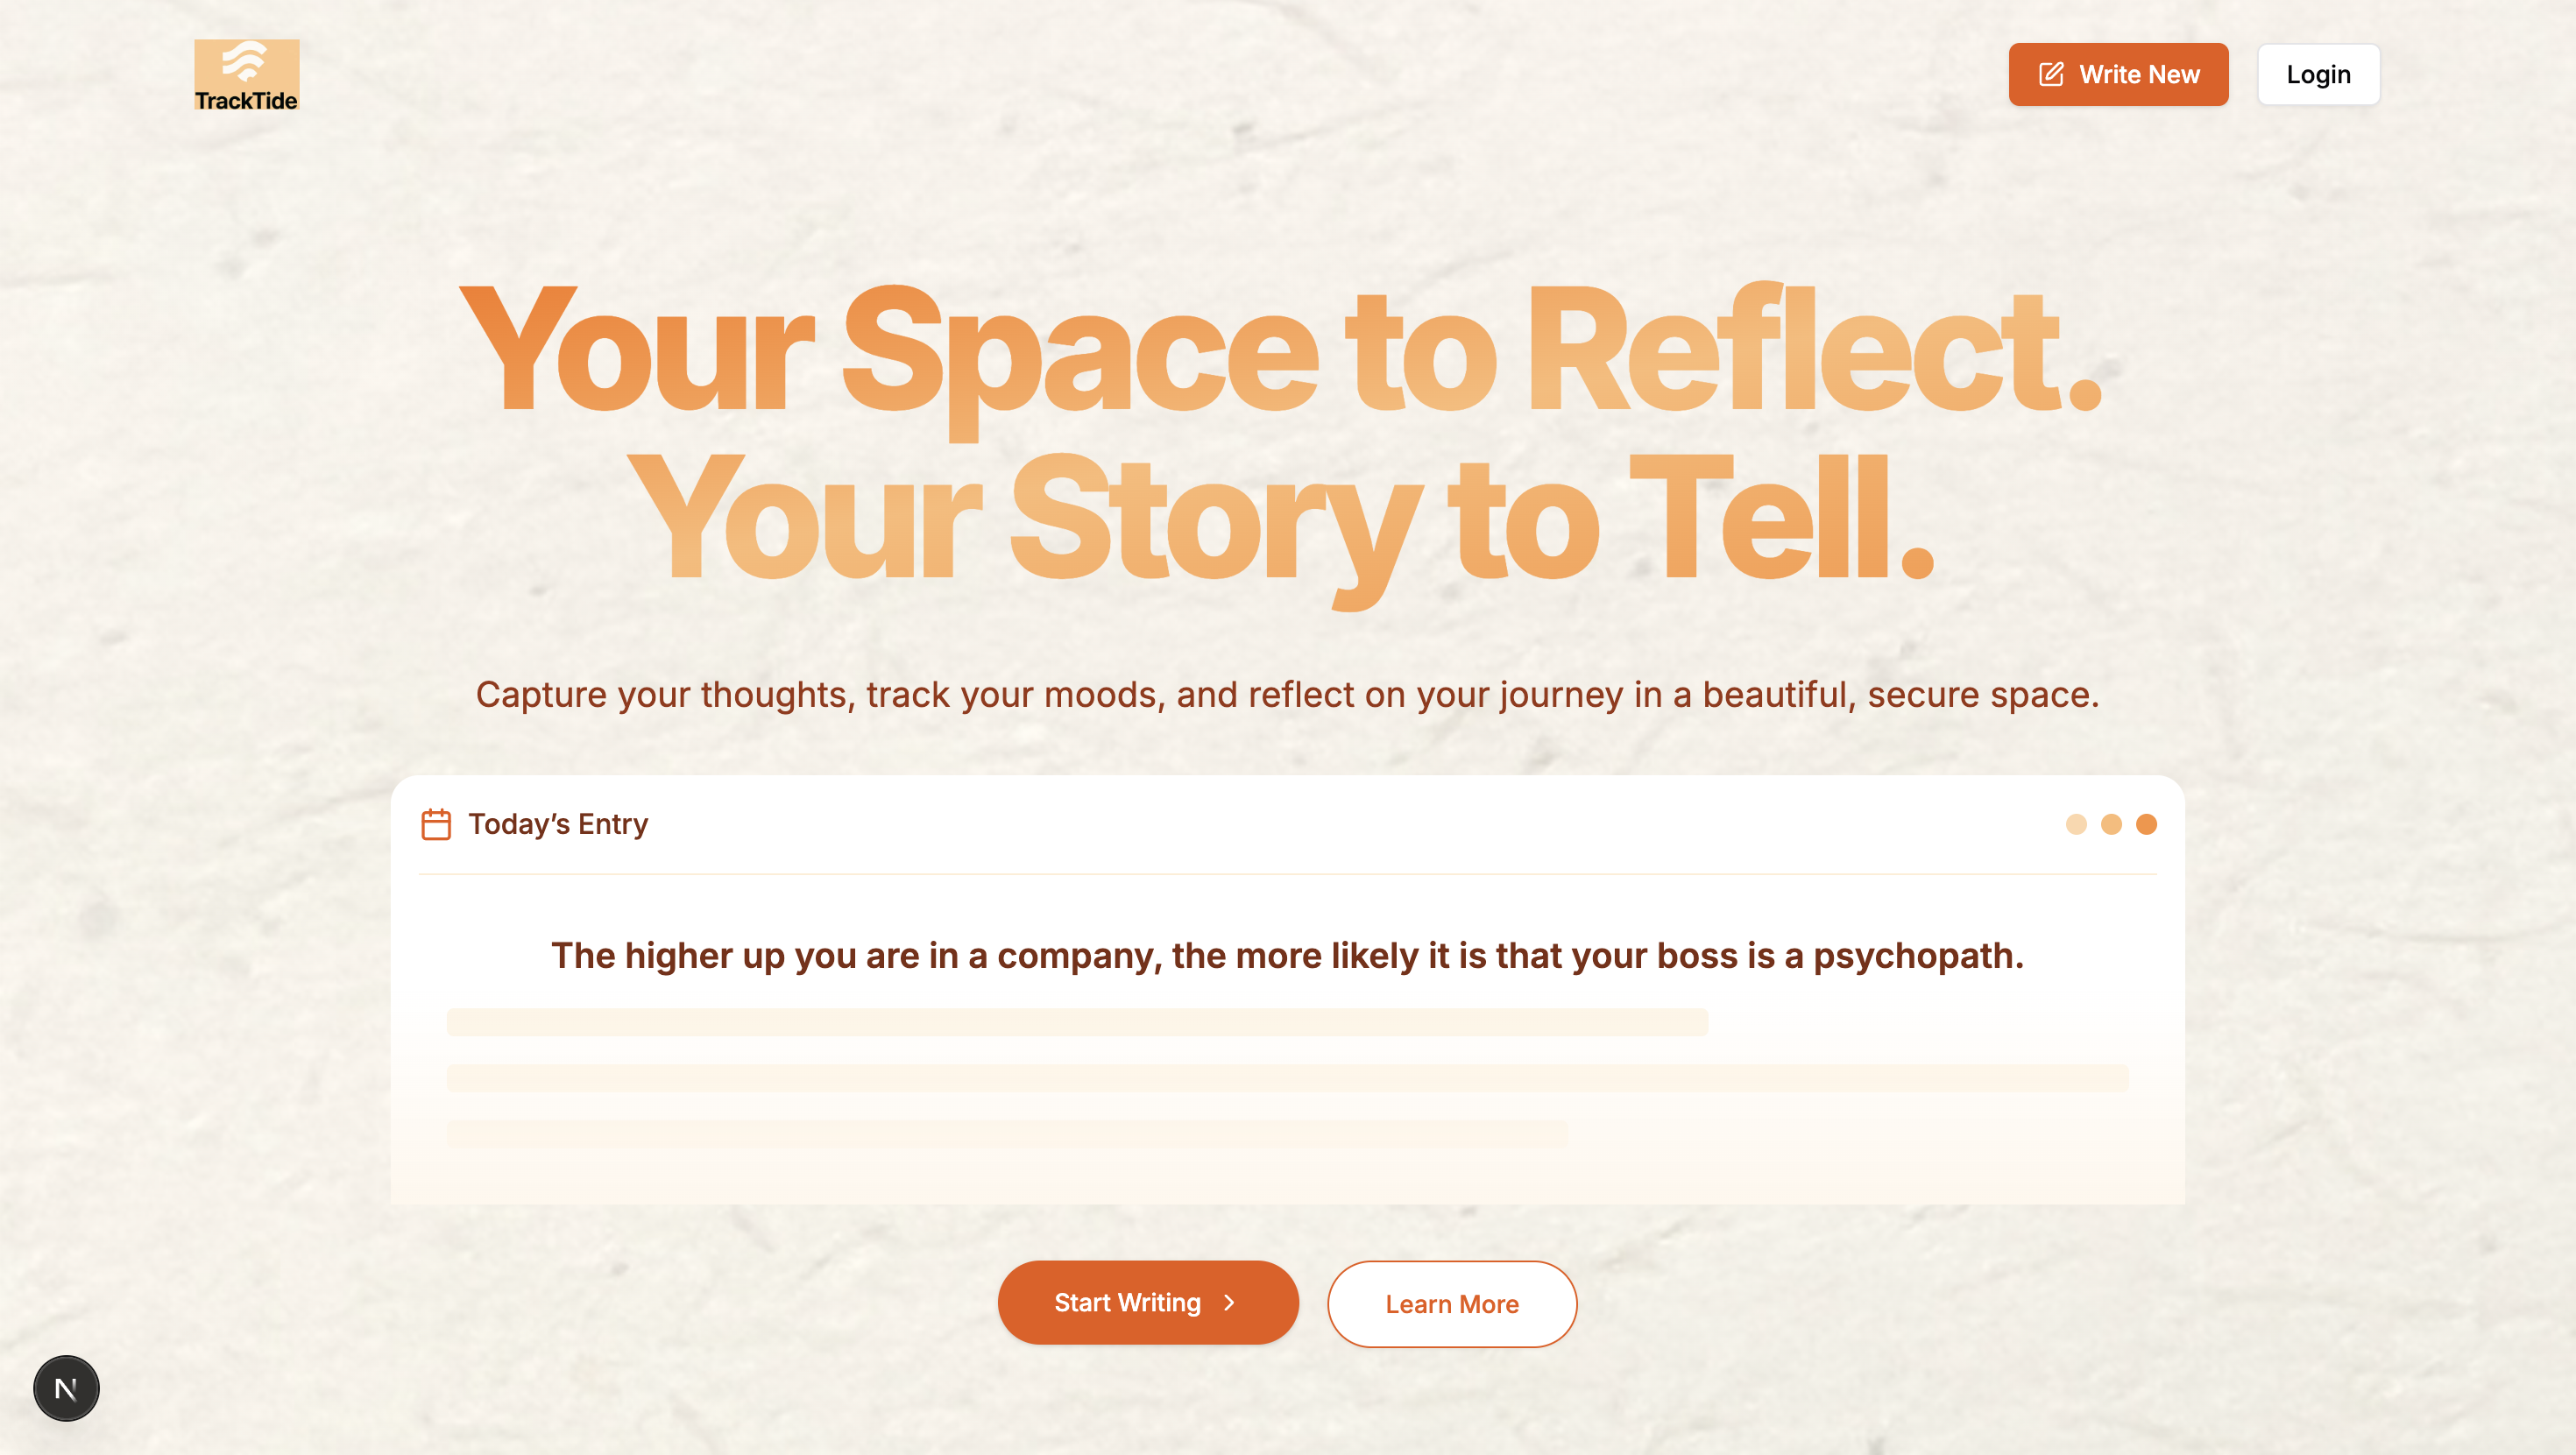 TrackTide
Write New
Login
Your Space to Reflect.
Your Story to Tell.
Capture your thoughts, track your moods, and reflect on your journey in a beautiful, secure space.
Today’s Entry
The higher up you are in a company, the more likely it is that your boss is a psychopath.
Start Writing
Learn More
N